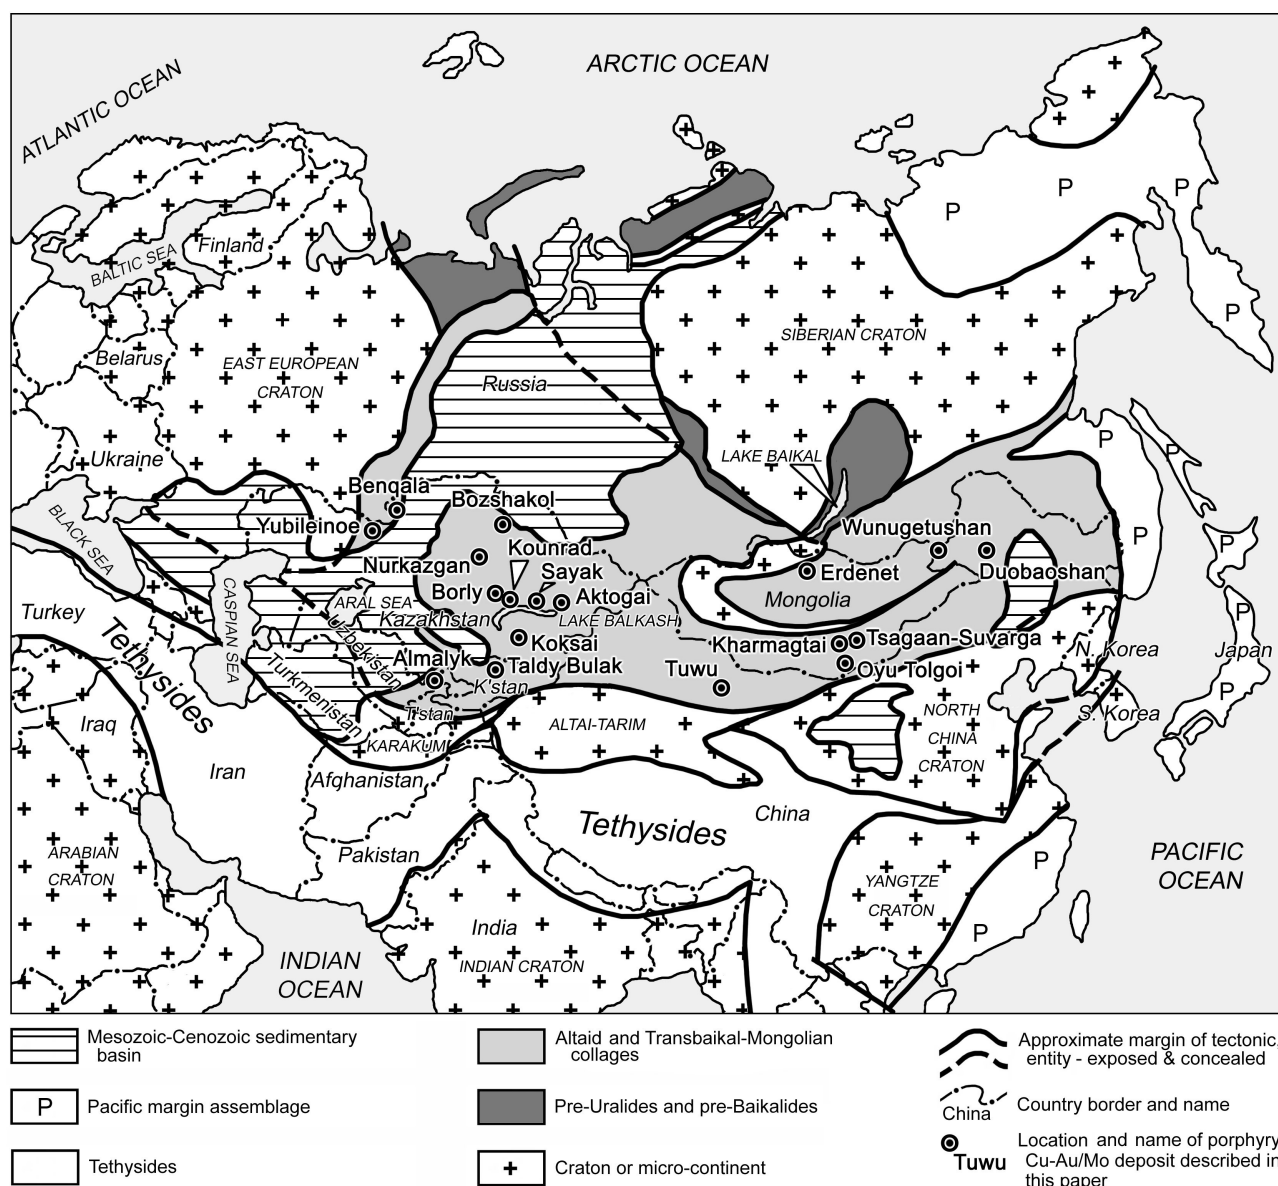 ARCTIC OCEAN
ATLANTIC OCEAN
P
P
P
Finland
BALTIC SEA
P
SIBERIAN CRATON
Belarus
EAST EUROPEAN
CRATON
Russia
P
P
Ukraine
LAKE BAIKAL
Bengala
Bozshakol
BLACK SEA
Yubileinoe
Wunugetushan
P
P
Kounrad
Nurkazgan
Sayak
Erdenet
Duobaoshan
Borly
Aktogai
ARAL SEA
Mongolia
CASPIAN SEA
Turkey
Kazakhstan
LAKE BALKASH
P
Tethysides
Uzbekistan
Koksai
Kharmagtai
Tsagaan-Suvarga
N. Korea
Japan
Almalyk
Taldy Bulak
Tuwu
Oyu Tolgoi
Turkmenistan
K'stan
P
Iraq
T'stan
ALTAI-TARIM
NORTH
CHINA
CRATON
S. Korea
KARAKUM
Iran
Afghanistan
Tethysides
China
ARABIAN
CRATON
Pakistan
P
PACIFIC
OCEAN
YANGTZE
CRATON
India
P
INDIAN
OCEAN
INDIAN CRATON
Mesozoic-Cenozoic sedimentary
basin
P
Pacific margin assemblage
Tethysides
Altaid and Transbaikal-Mongolian
collages
Pre-Uralides and pre-Baikalides
Craton or micro-continent
Approximate margin of tectonic
entity - exposed & concealed
China
Country border and name
Tuwu
Location and name of porphyry
Cu-Au/Mo deposit described in
this paper